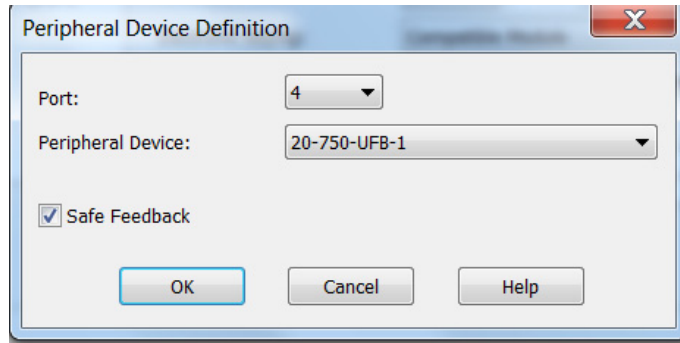 Peripheral Device Definition
Port: 4
Peripheral Device: 20-750-UFB-1
Safe Feedback
OK Cancel Help